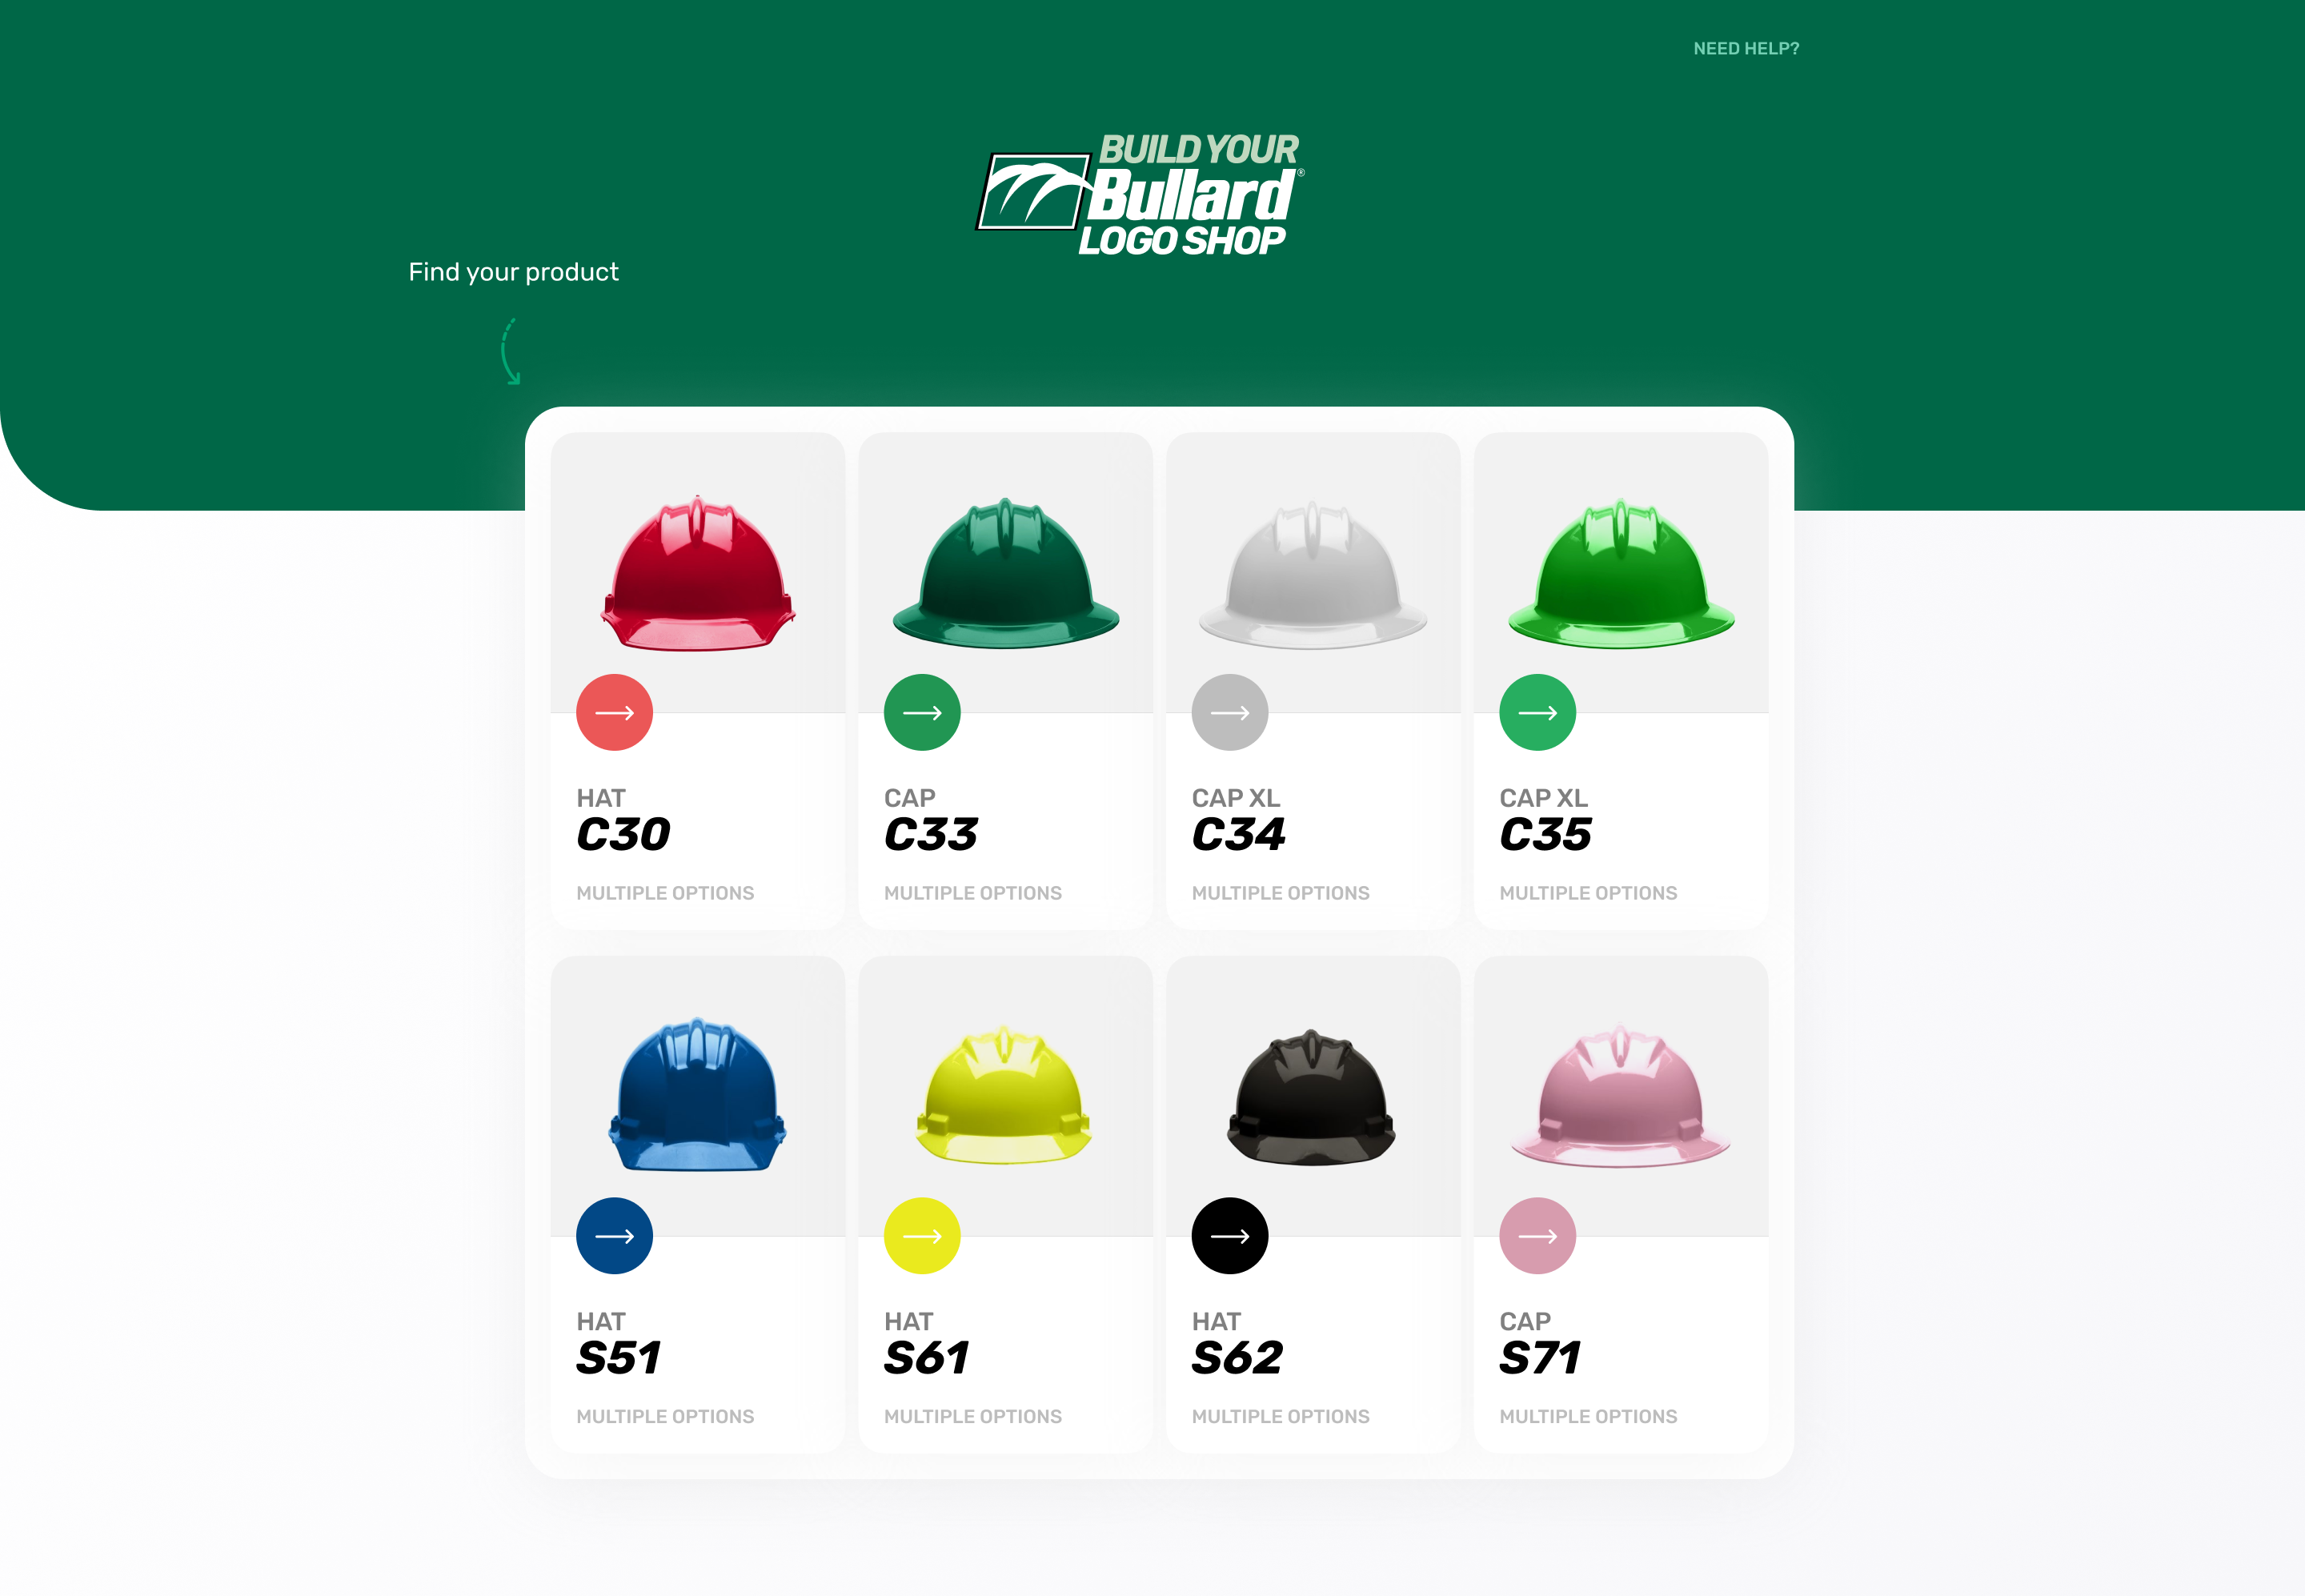 NEED HELP?
BUILD YOUR
Bullard®
LOGO SHOP
Find your product
HAT
C30
MULTIPLE OPTIONS
CAP
C33
MULTIPLE OPTIONS
CAP XL
C34
MULTIPLE OPTIONS
CAP XL
C35
MULTIPLE OPTIONS
HAT
S51
MULTIPLE OPTIONS
HAT
S61
MULTIPLE OPTIONS
HAT
S62
MULTIPLE OPTIONS
CAP
S71
MULTIPLE OPTIONS